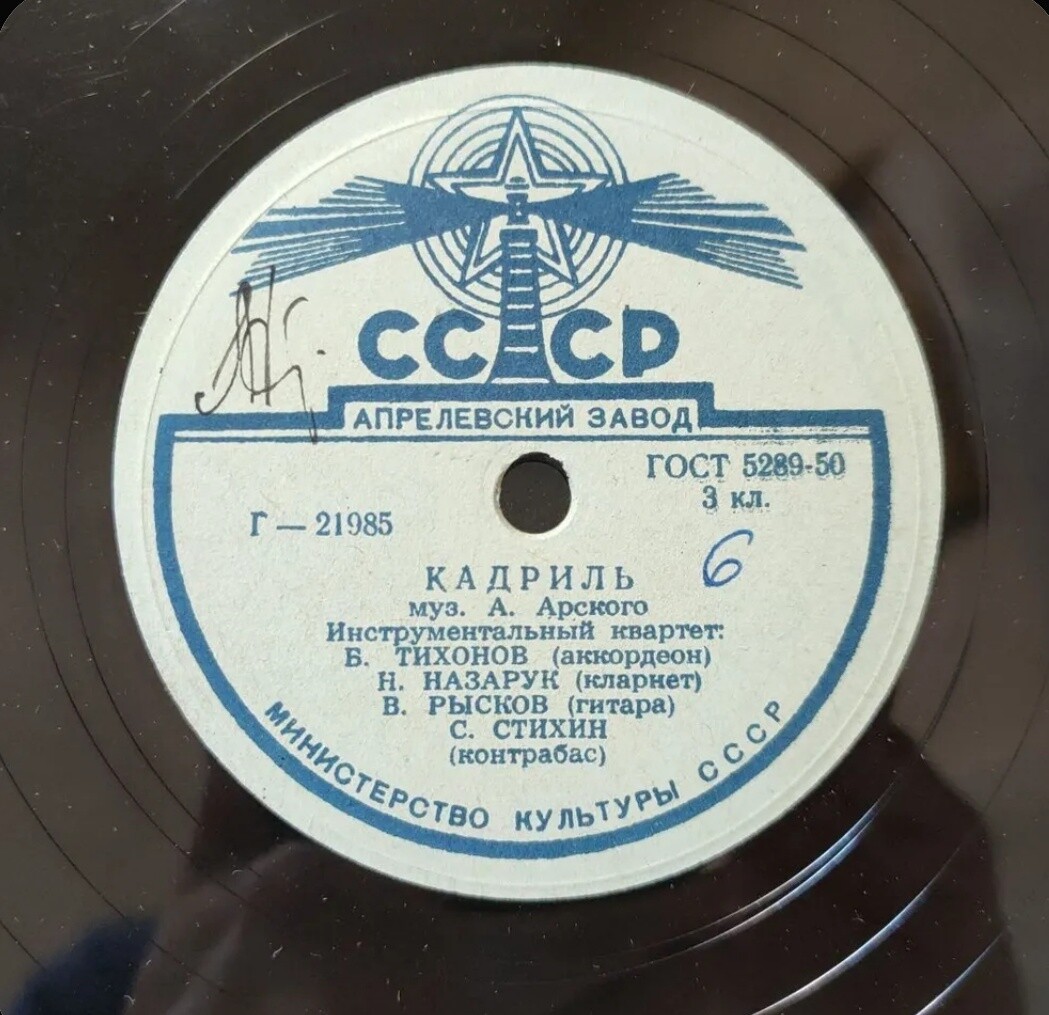 СССР
АПРЕЛЕВСКИЙ ЗАВОД
ГОСТ 5289-50
3 кл.
Г — 21985
6
КАДРИЛЬ
муз. А. Арского
Инструментальный квартет:
Б. ТИХОНОВ (аккордеон)
Н. НАЗАРУК (кларнет)
В. РЫСКОВ (гитара)
С. СТИХИН
(контрабас)
МИНИСТЕРСТВО КУЛЬТУРЫ СССР